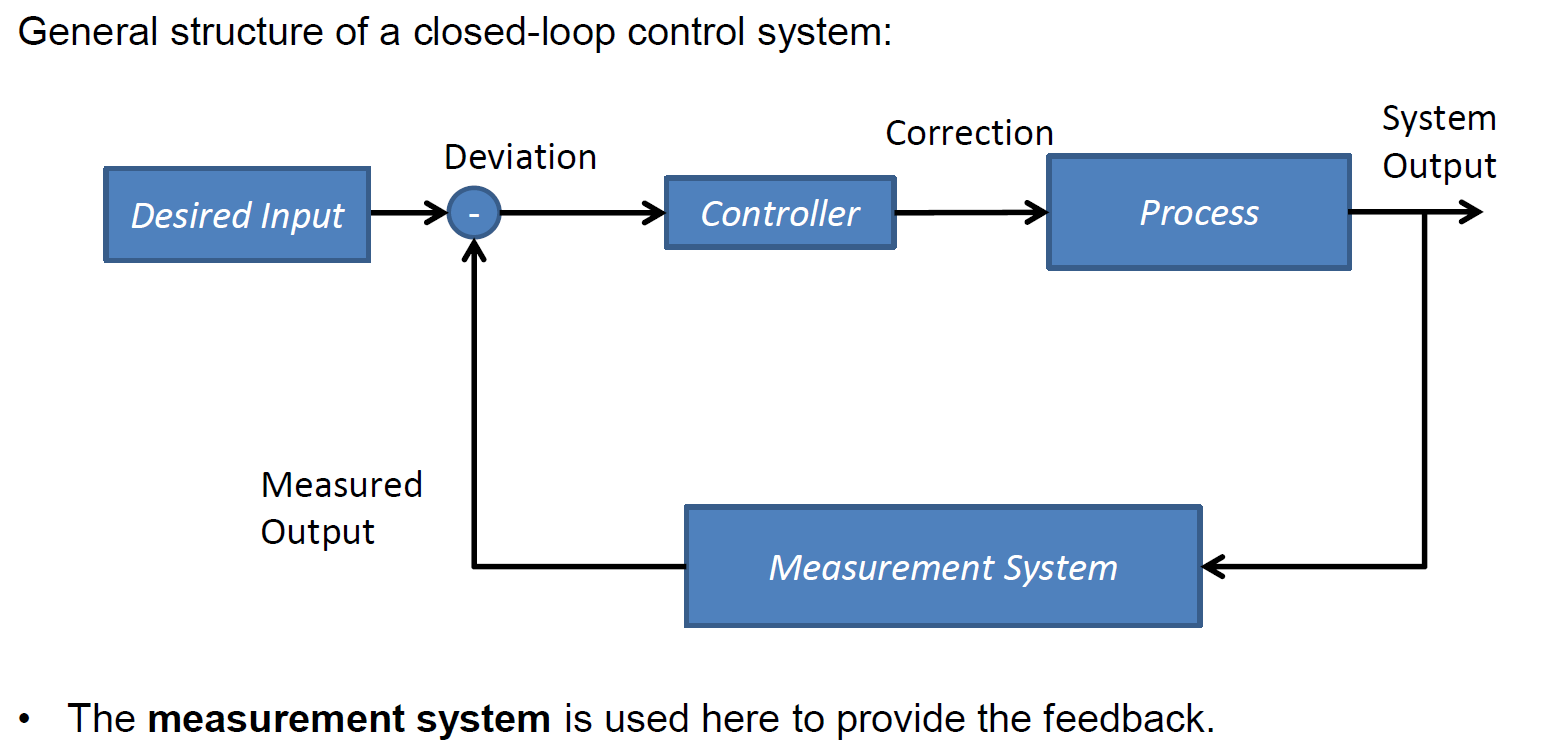 General structure of a closed-loop control system:
System
Output
Correction
Deviation
Desired Input
-
Controller
Process
Measured
Output
Measurement System
• The measurement system is used here to provide the feedback.